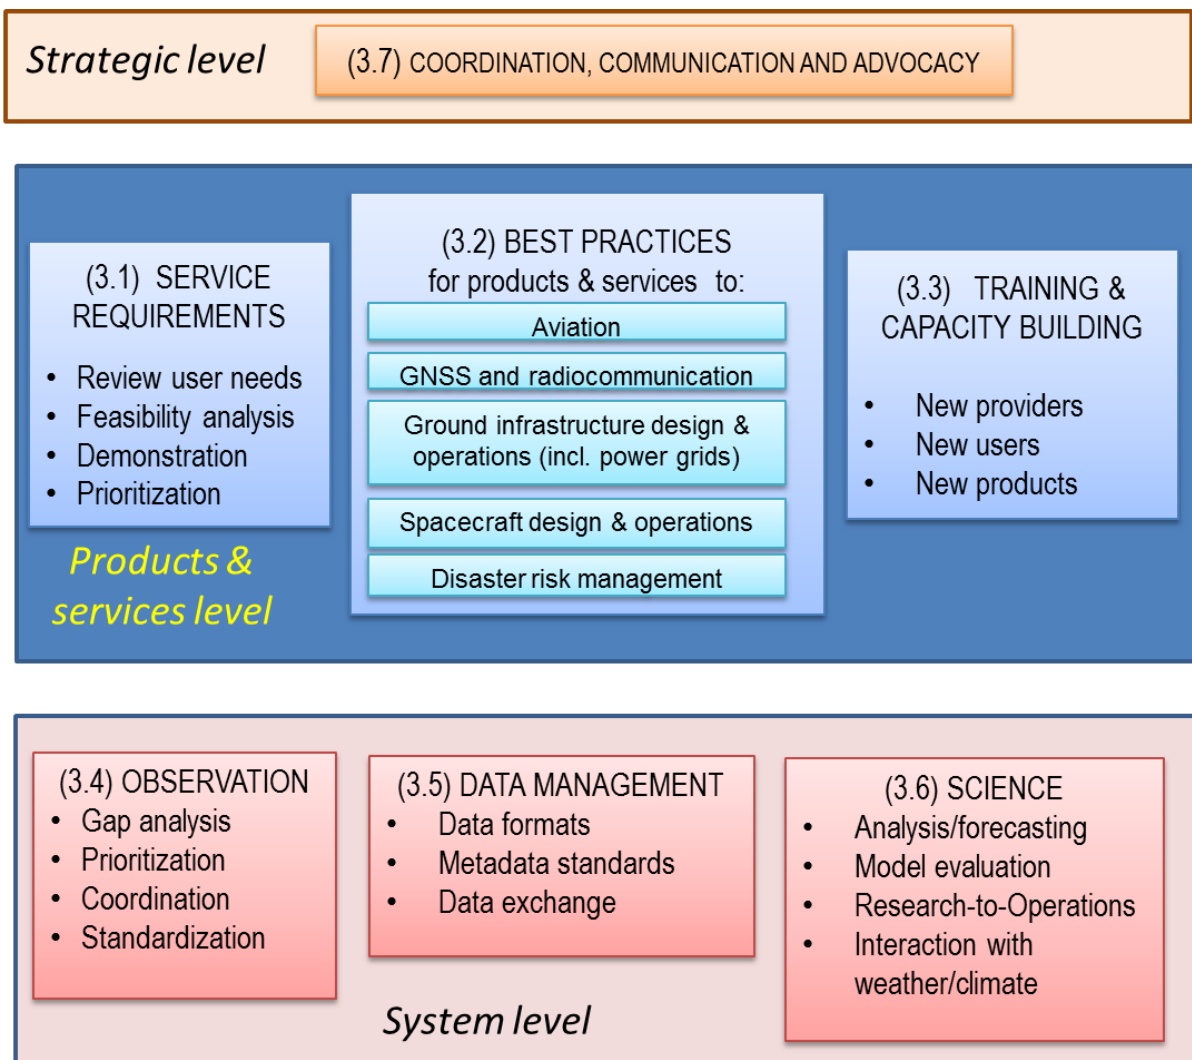 Strategic level
(3.7) COORDINATION, COMMUNICATION AND ADVOCACY
(3.1) SERVICE
REQUIREMENTS
• Review user needs
• Feasibility analysis
• Demonstration
• Prioritization
Products &
services level
(3.2) BEST PRACTICES
for products & services to:
Aviation
GNSS and radiocommunication
Ground infrastructure design &
operations (incl. power grids)
Spacecraft design & operations
Disaster risk management
(3.3) TRAINING &
CAPACITY BUILDING
• New providers
• New users
• New products
(3.4) OBSERVATION
• Gap analysis
• Prioritization
• Coordination
• Standardization
(3.5) DATA MANAGEMENT
• Data formats
• Metadata standards
• Data exchange
(3.6) SCIENCE
• Analysis/forecasting
• Model evaluation
• Research-to-Operations
• Interaction with
weather/climate
System level